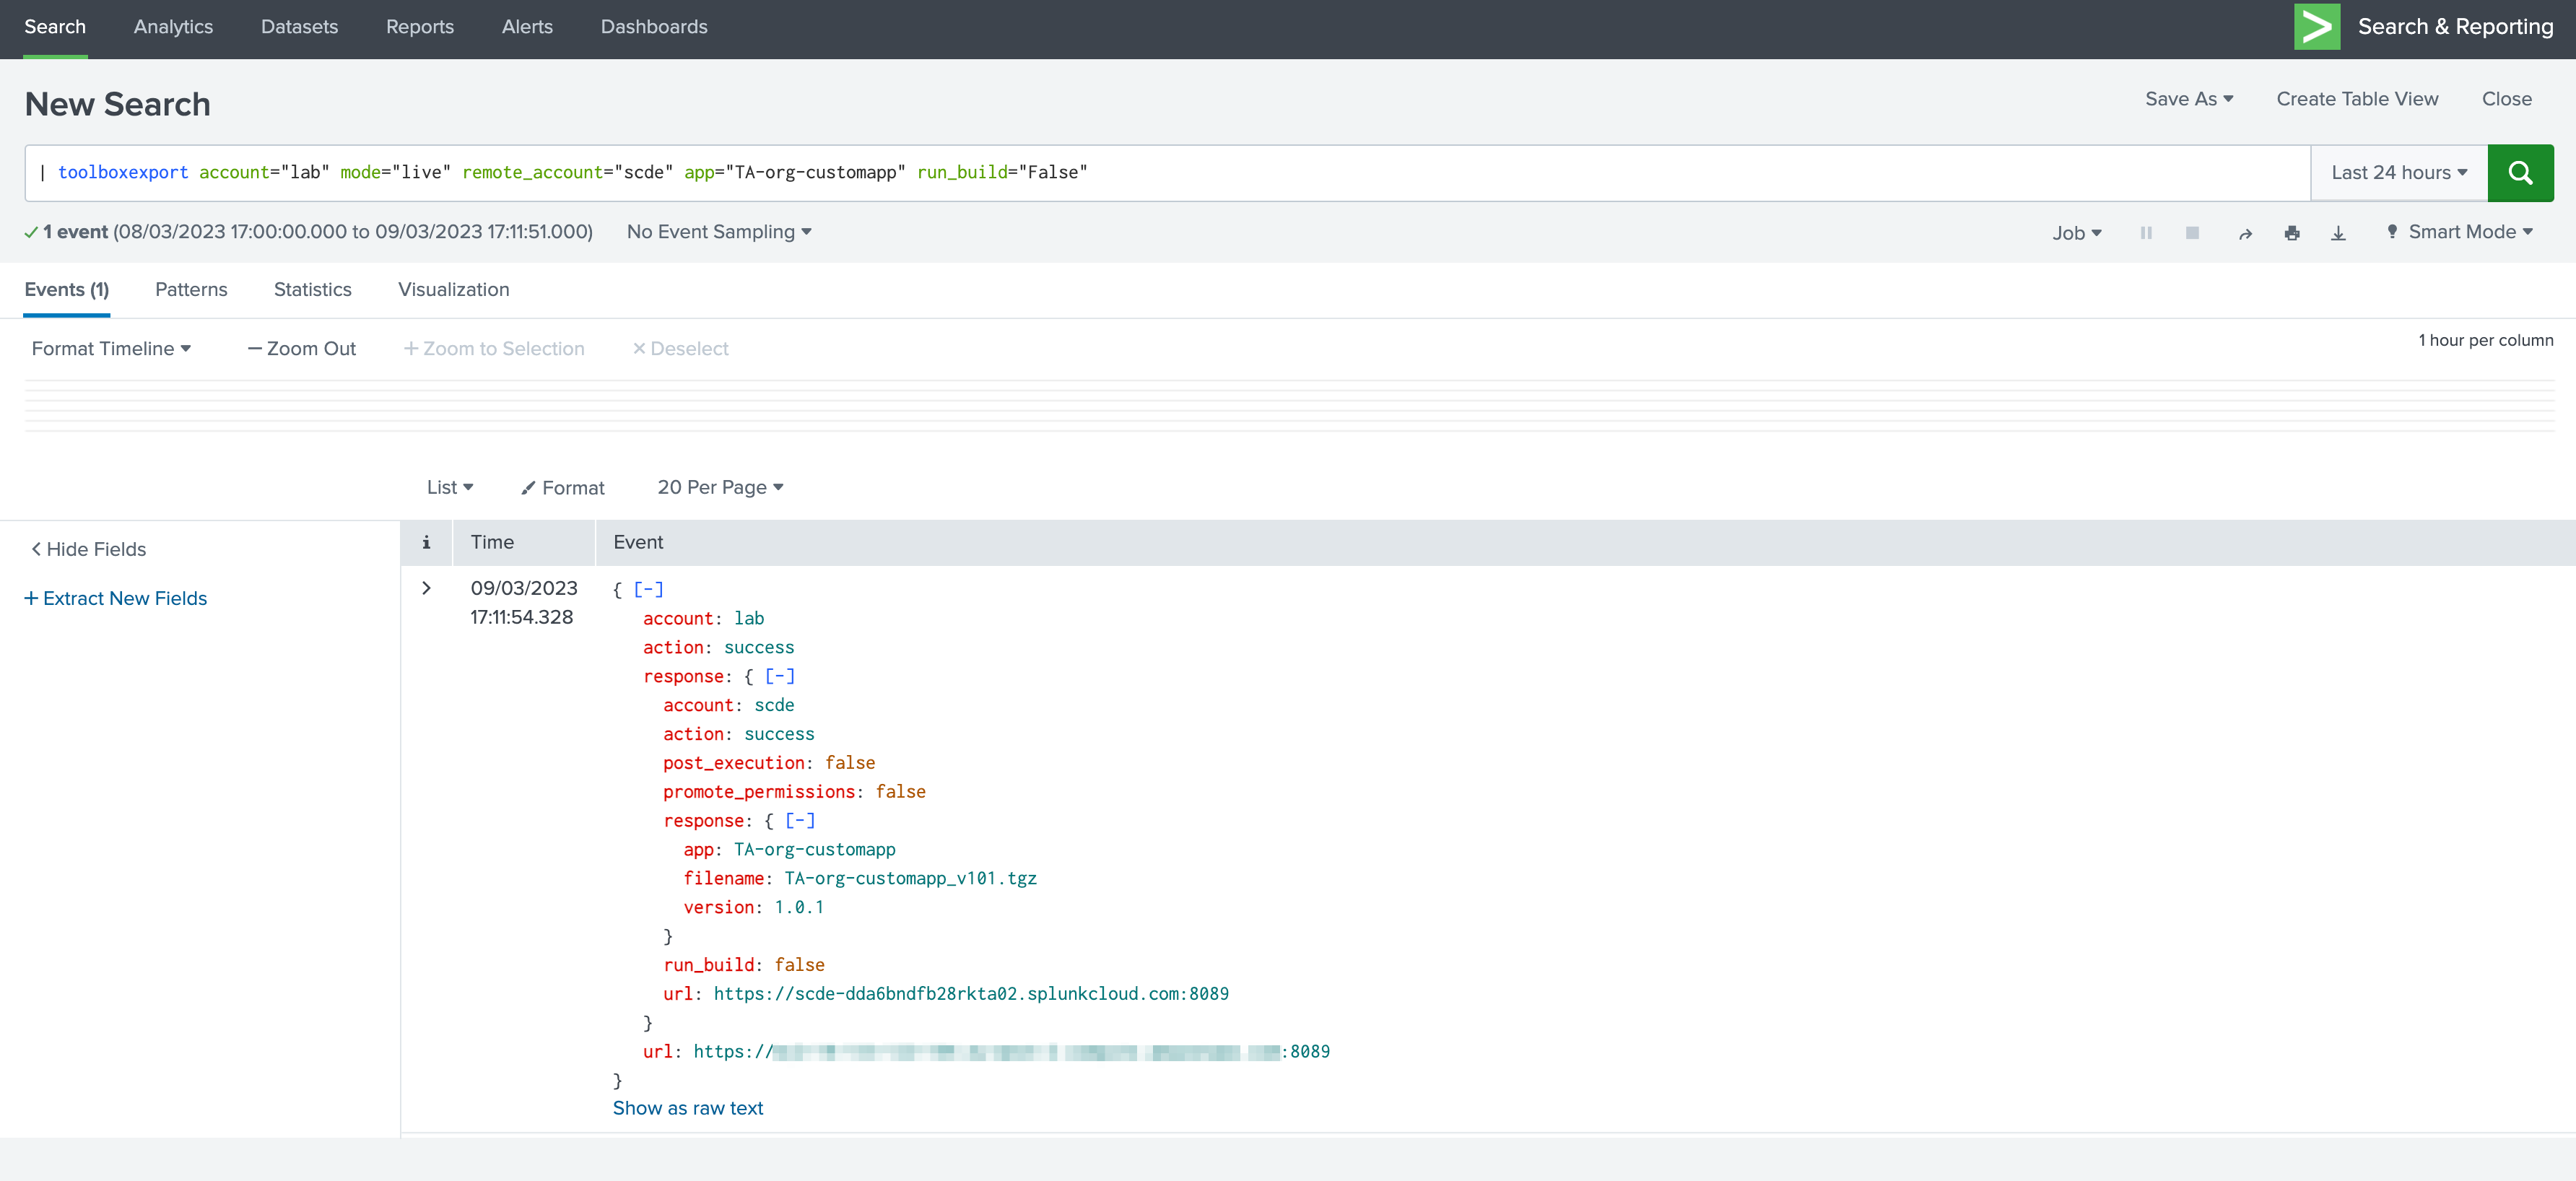 Search Analytics Datasets Reports Alerts Dashboards Search & Reporting
New Search Save As Create Table View Close
| toolboxexport account="lab" mode="live" remote_account="scde" app="TA-org-customapp" run_build="False" Last 24 hours
1 event (08/03/2023 17:00:00.000 to 09/03/2023 17:11:51.000) No Event Sampling Job Smart Mode
Events (1) Patterns Statistics Visualization
Format Timeline — Zoom Out + Zoom to Selection × Deselect 1 hour per column
List Format 20 Per Page
< Hide Fields
+ Extract New Fields
i Time Event
> 09/03/2023
17:11:54.328
{ [-]
account: lab
action: success
response: { [-]
account: scde
action: success
post_execution: false
promote_permissions: false
response: { [-]
app: TA-org-customapp
filename: TA-org-customapp_v101.tgz
version: 1.0.1
}
run_build: false
url: https://scde-dda6bndfb28rkta02.splunkcloud.com:8089
}
url: https:// :8089
}
Show as raw text